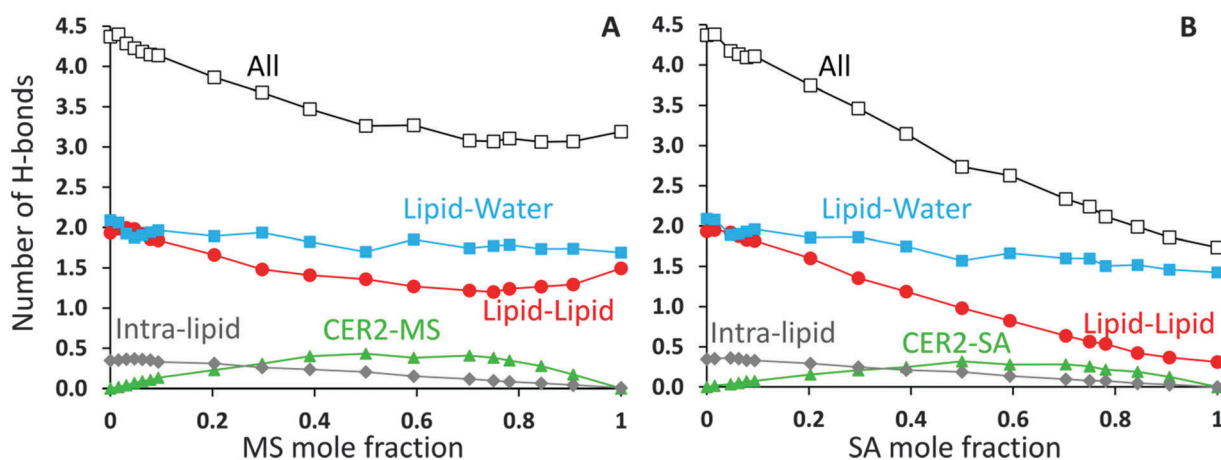 A
4.5
4.0
3.5
3.0
2.5
2.0
1.5
1.0
0.5
0.0
Number of H-bonds
All
Lipid-Water
Lipid-Lipid
Intra-lipid
CER2-MS
0 0.2 0.4 0.6 0.8 1
MS mole fraction
B
4.5
4.0
3.5
3.0
2.5
2.0
1.5
1.0
0.5
0.0
All
Lipid-Water
Lipid-Lipid
Intra-lipid
CER2-SA
0 0.2 0.4 0.6 0.8 1
SA mole fraction